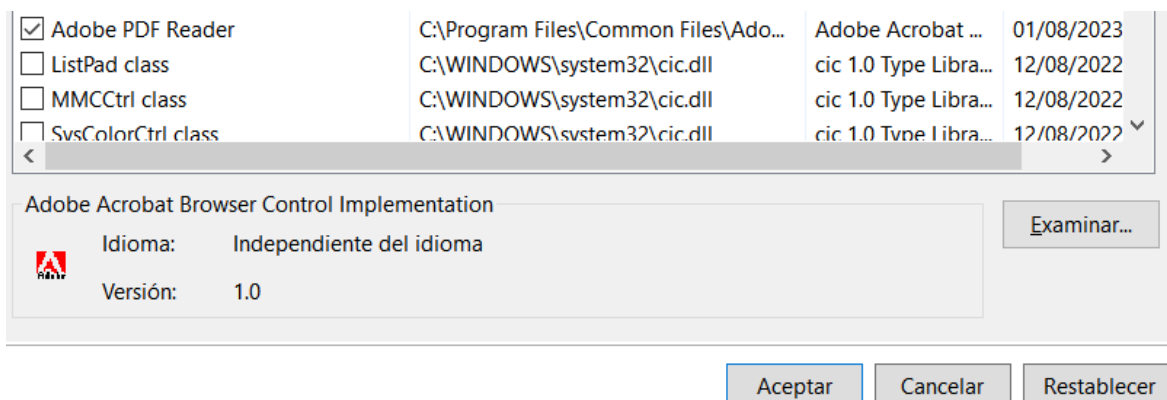 Adobe PDF Reader C:\Program Files\Common Files\Ado... Adobe Acrobat ... 01/08/2023
ListPad class C:\WINDOWS\system32\cic.dll cic 1.0 Type Libra... 12/08/2022
MMCCtrl class C:\WINDOWS\system32\cic.dll cic 1.0 Type Libra... 12/08/2022
SysColorCtrl class C:\WINDOWS\system32\cic.dll cic 1.0 Type Libra... 12/08/2022
Adobe Acrobat Browser Control Implementation
Examinar...
Idioma: Independiente del idioma
Adobe
Versión: 1.0
Aceptar Cancelar Restablecer